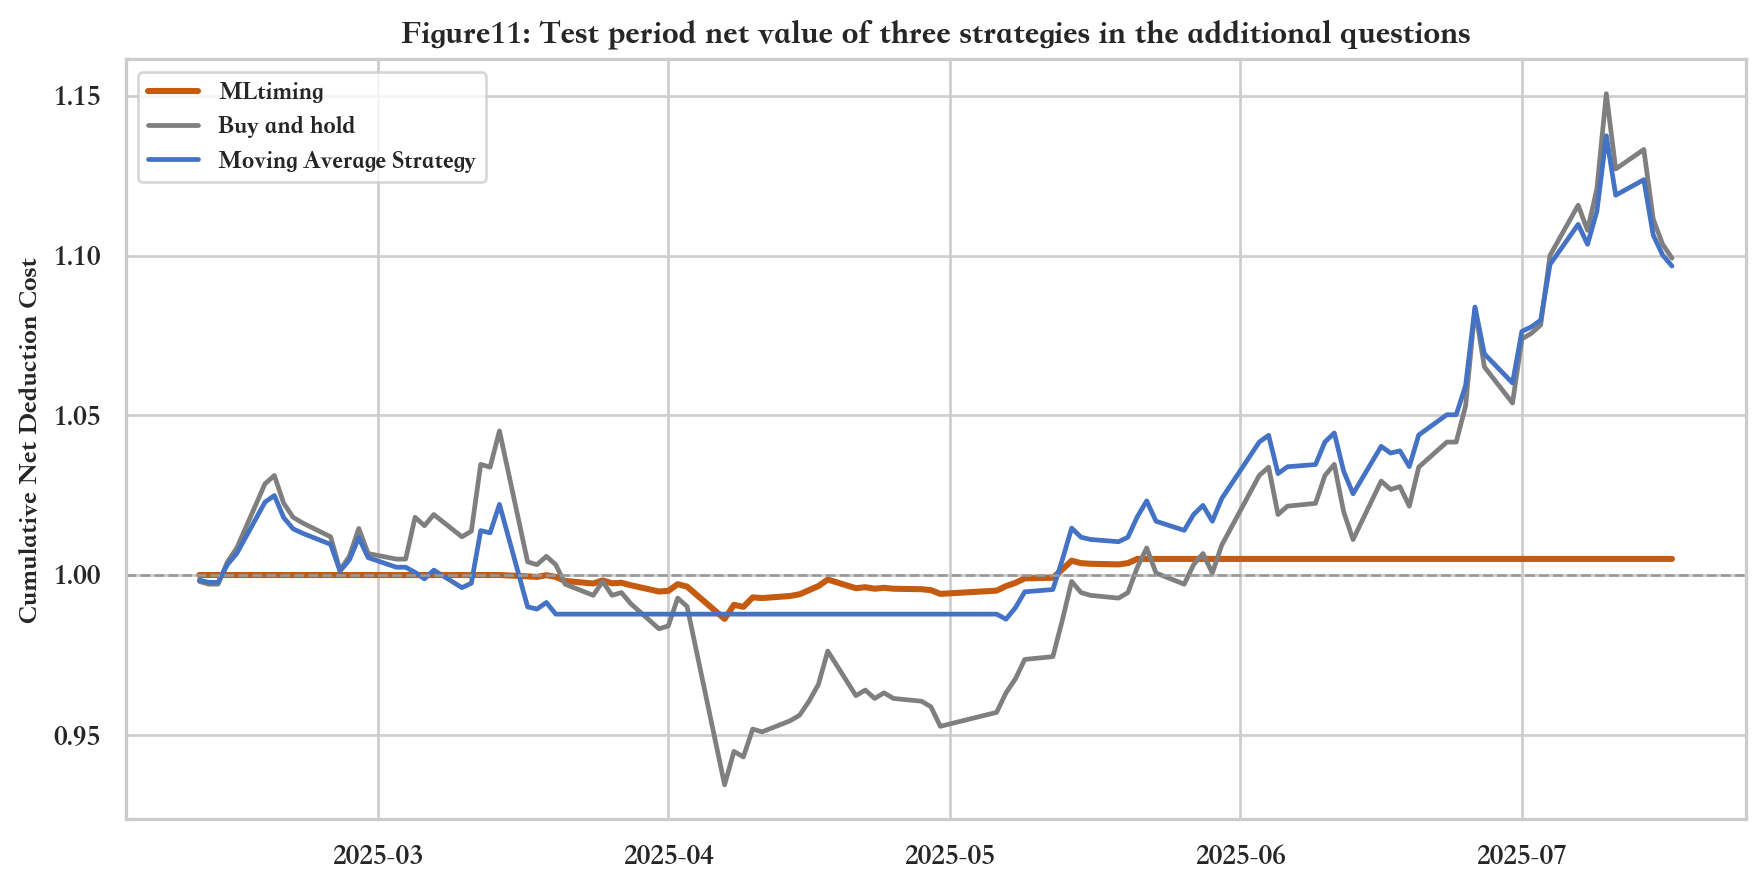 Figure11: Test period net value of three strategies in the additional questions
MLtiming
Buy and hold
Moving Average Strategy
Cumulative Net Deduction Cost
1.15
1.10
1.05
1.00
0.95
2025-03
2025-04
2025-05
2025-06
2025-07